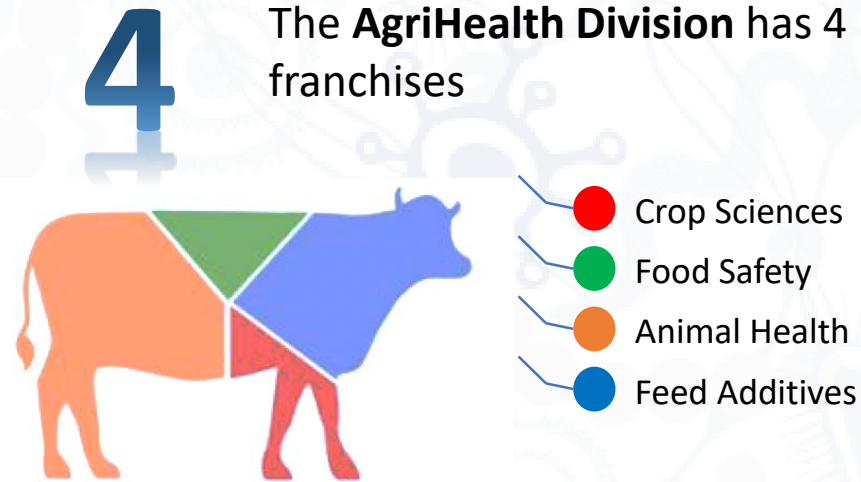 4
The AgriHealth Division has 4
franchises
Crop Sciences
Food Safety
Animal Health
Feed Additives